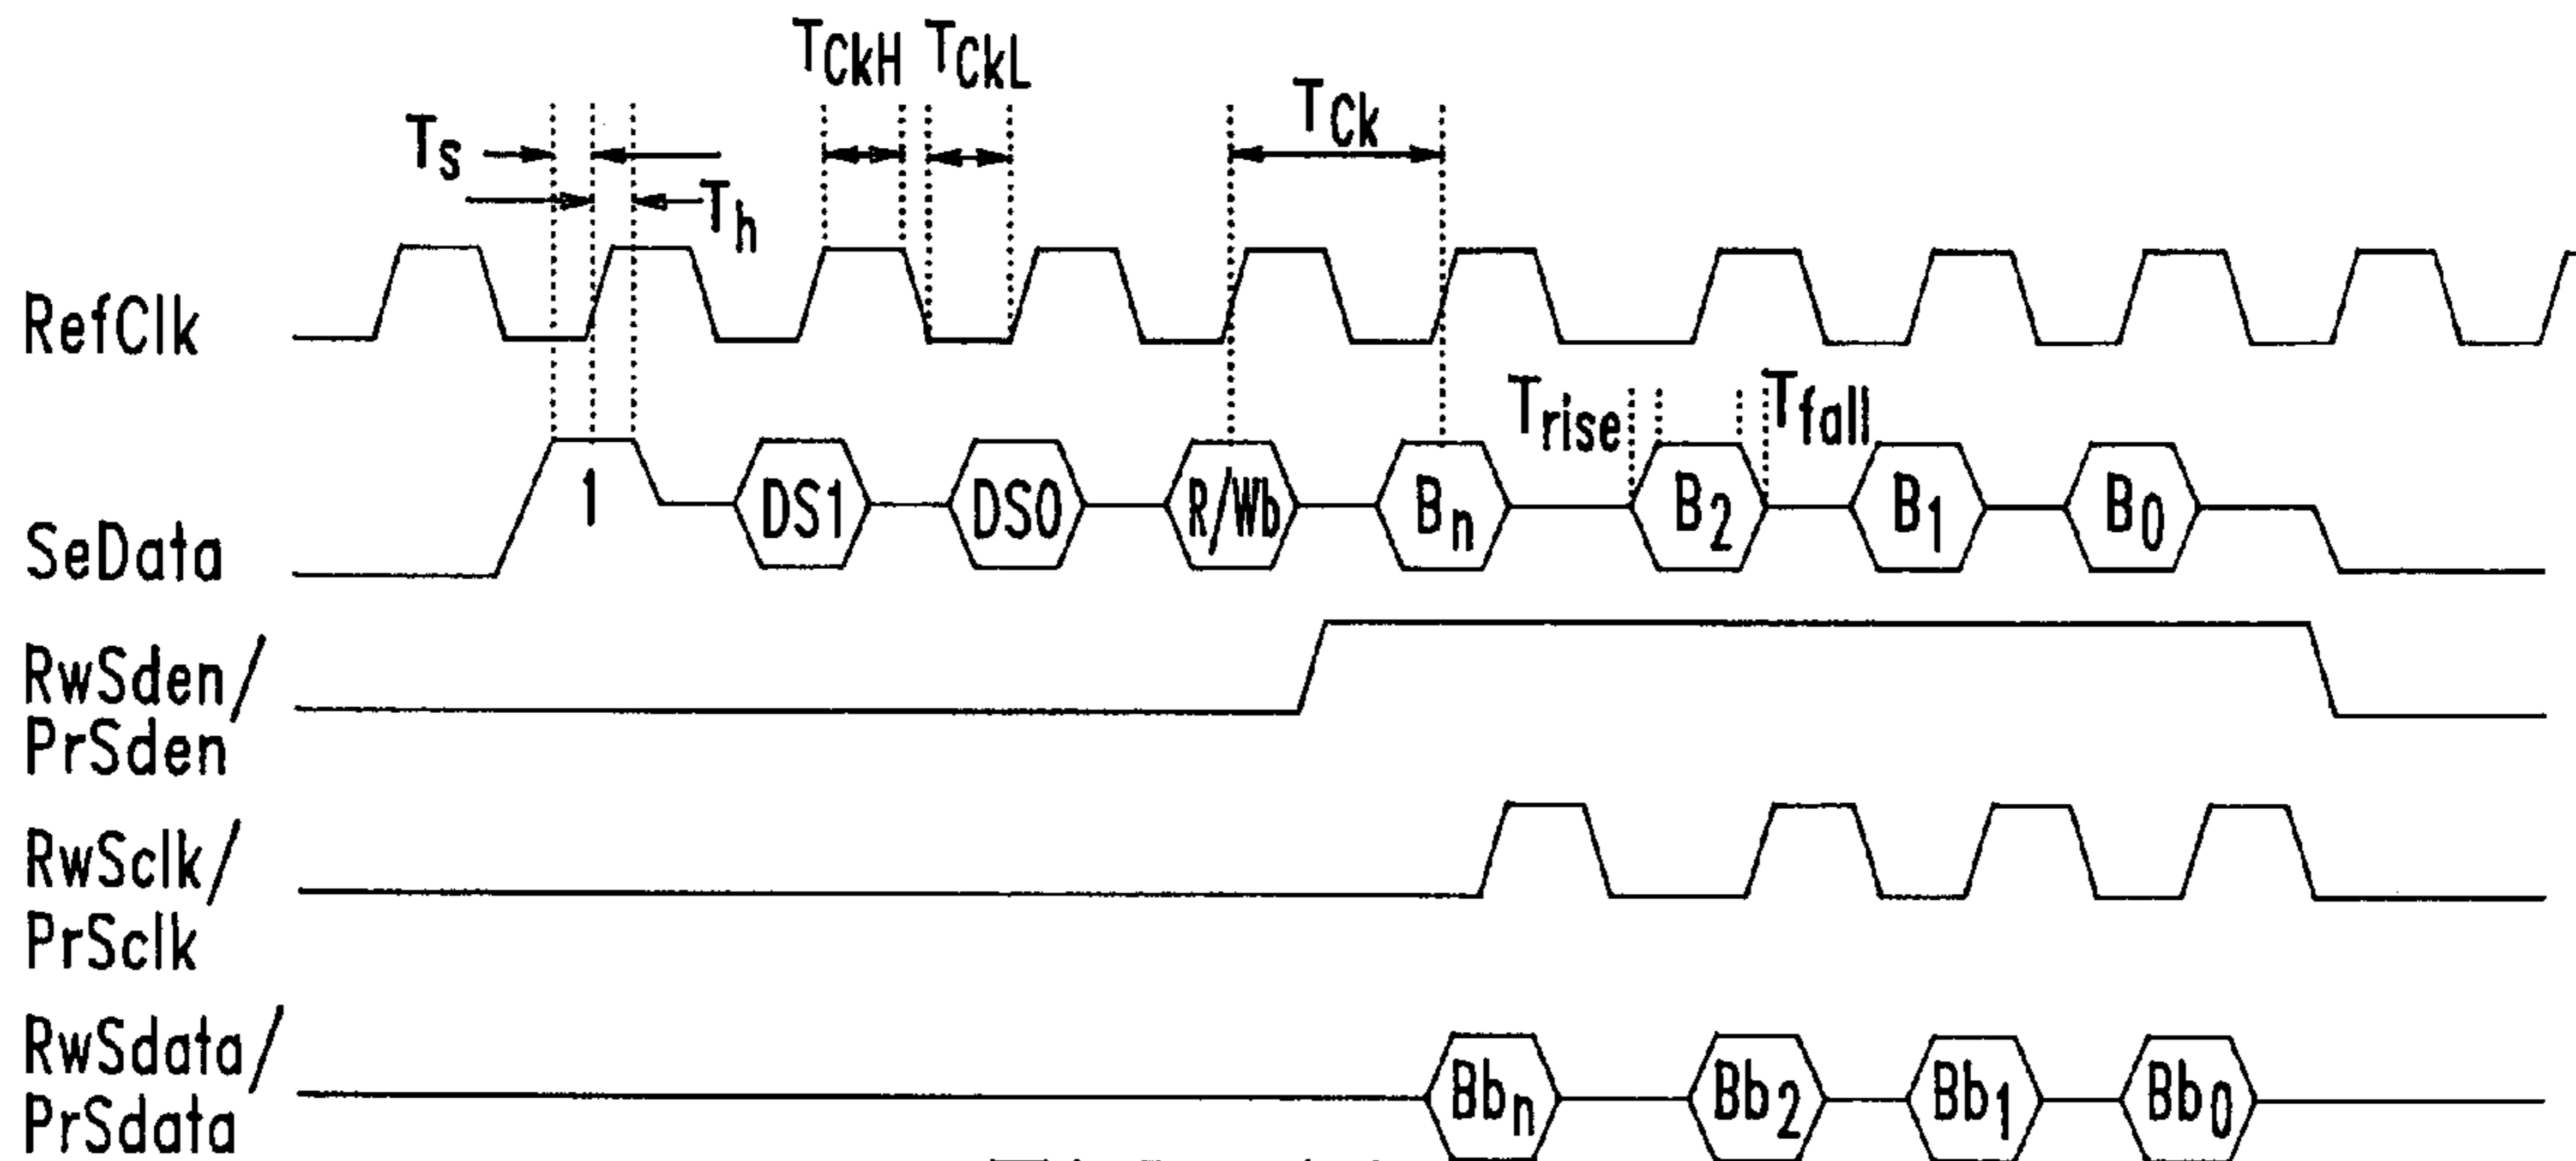 TCkH TCkL
TCk
Ts
Th
RefClk
Trise Tfall
SeData 1 DS1 DS0 R/Wb Bn B2 B1 B0
RwSden/
PrSden
RwSclk/
PrSclk
RwSdata/
PrSdata
Bbn Bb2 Bb1 Bb0